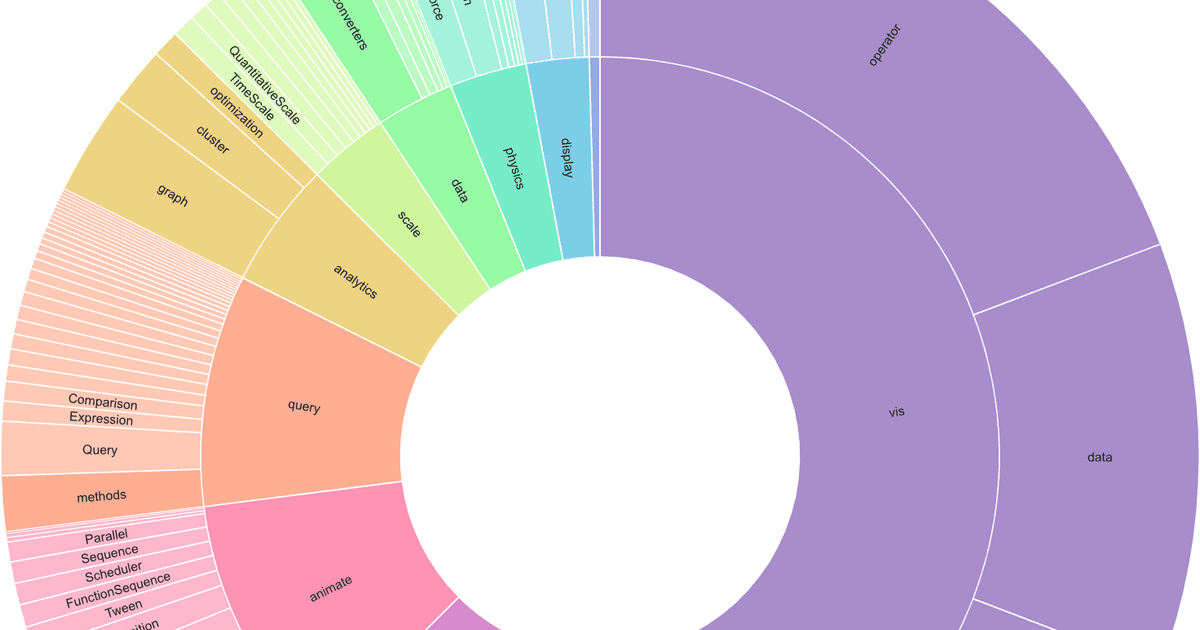 operator
converters
QuantitativeScale
TimeScale
optimization
cluster
graph
display
physics
data
scale
analytics
Comparison
Expression
Query
methods
query
vis
data
Parallel
Sequence
Scheduler
FunctionSequence
Tween
animate